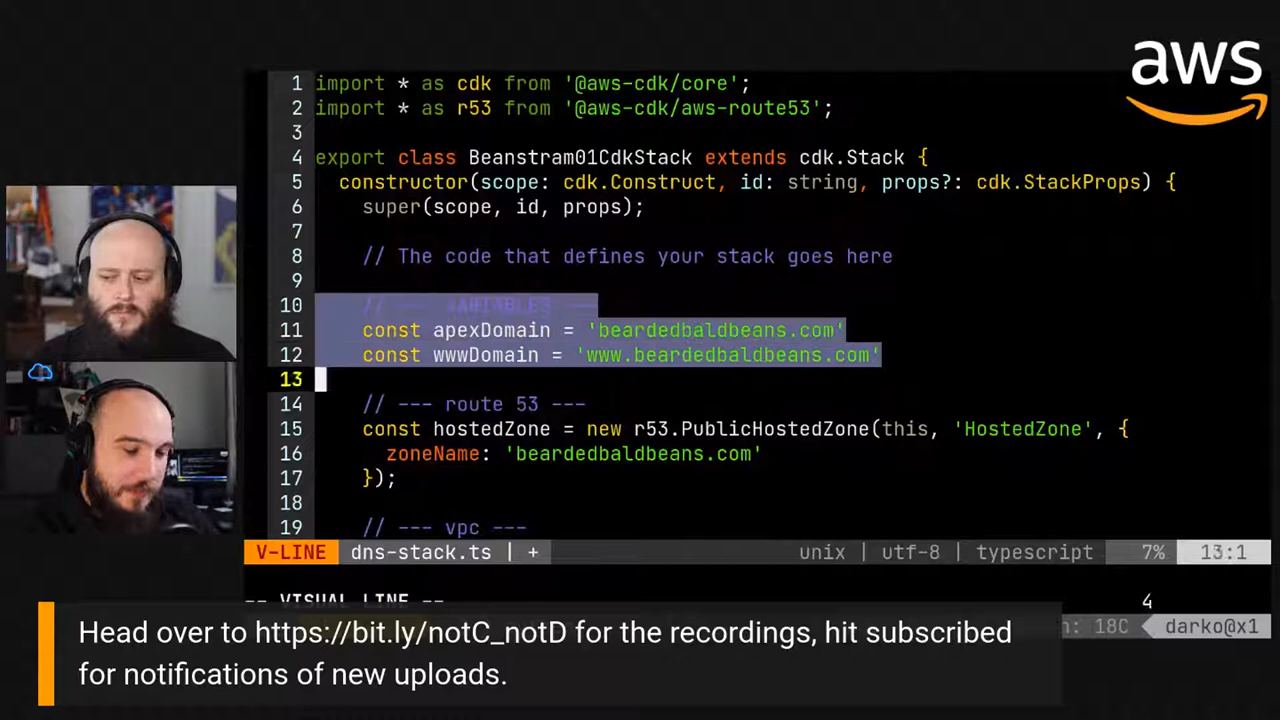 aws
1 import * as cdk from '@aws-cdk/core';
2 import * as r53 from '@aws-cdk/aws-route53';
3
4 export class Beanstram01CdkStack extends cdk.Stack {
5 constructor(scope: cdk.Construct, id: string, props?: cdk.StackProps) {
6 super(scope, id, props);
7
8 // The code that defines your stack goes here
9
10 // --- VARIABLES ---
11 const apexDomain = 'beardedbaldbeans.com'
12 const wwwDomain = 'www.beardedbaldbeans.com'
13
14 // --- route 53 ---
15 const hostedZone = new r53.PublicHostedZone(this, 'HostedZone', {
16 zoneName: 'beardedbaldbeans.com'
17 });
18
19 // --- vpc ---
V-LINE dns-stack.ts | + unix | utf-8 | typescript 7% 13:1
-- VISUAL LINE -- 4
: 18C darko@x1
Head over to https://bit.ly/notC_notD for the recordings, hit subscribed
for notifications of new uploads.